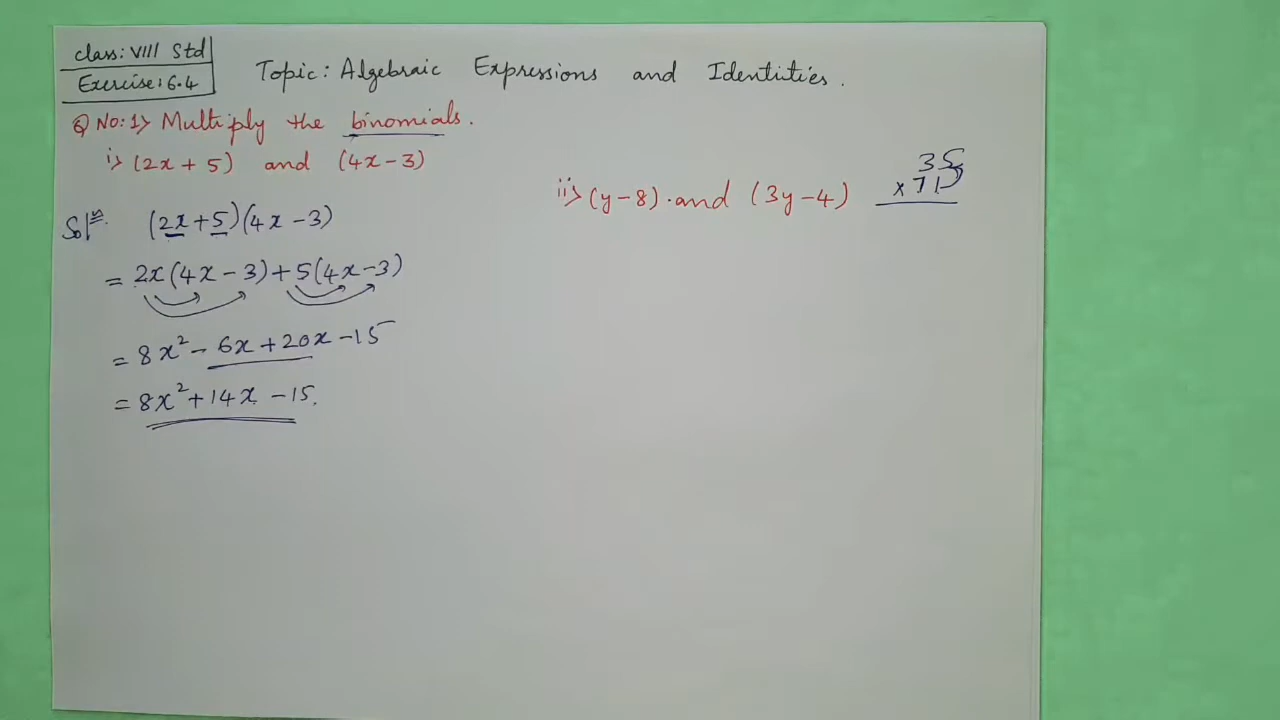 class: VIII Std
Exercise: 6.4
Topic: Algebraic Expressions and Identities.
Q No: 1> Multiply the binomials.
i> (2x + 5) and (4x - 3)
Solⁿ. (2x+5)(4x - 3)
= 2x(4x - 3) + 5(4x - 3)
= 8x² - 6x + 20x - 15
= 8x² + 14x - 15.
ii> (y - 8) . and (3y - 4)
35
x 71